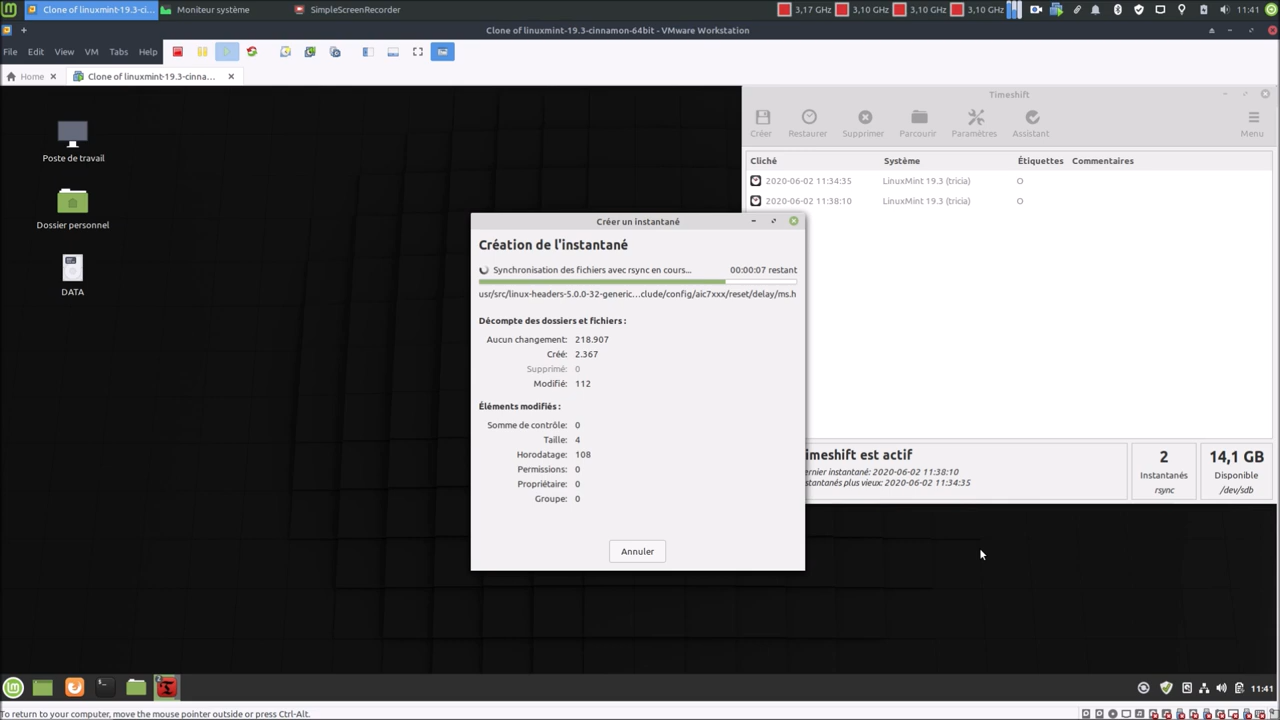 Clone of linuxmint-19.3-ci...
Moniteur système
SimpleScreenRecorder
3,17 GHz
3,10 GHz
3,10 GHz
3,10 GHz
11:41
Clone of linuxmint-19.3-cinnamon-64bit - VMware Workstation
File
Edit
View
VM
Tabs
Help
Home
Clone of linuxmint-19.3-cinna...
Poste de travail
Dossier personnel
DATA
Timeshift
Créer
Restaurer
Supprimer
Parcourir
Paramètres
Assistant
Menu
Cliché
Système
Étiquettes
Commentaires
2020-06-02 11:34:35
LinuxMint 19.3 (tricia)
O
2020-06-02 11:38:10
LinuxMint 19.3 (tricia)
O
Créer un instantané
Création de l'instantané
Synchronisation des fichiers avec rsync en cours...
00:00:07 restant
usr/src/linux-headers-5.0.0-32-generic...clude/config/aic7xxx/reset/delay/ms.h
Décompte des dossiers et fichiers :
Aucun changement: 218.907
Créé: 2.367
Supprimé: 0
Modifié: 112
Éléments modifiés :
Somme de contrôle: 0
Taille: 4
Horodatage: 108
Permissions: 0
Propriétaire: 0
Groupe: 0
Annuler
imeshift est actif
ernier instantané: 2020-06-02 11:38:10
stantanés plus vieux: 2020-06-02 11:34:35
2
Instantanés
rsync
14,1 GB
Disponible
/dev/sdb
11:41
To return to your computer, move the mouse pointer outside or press Ctrl-Alt.